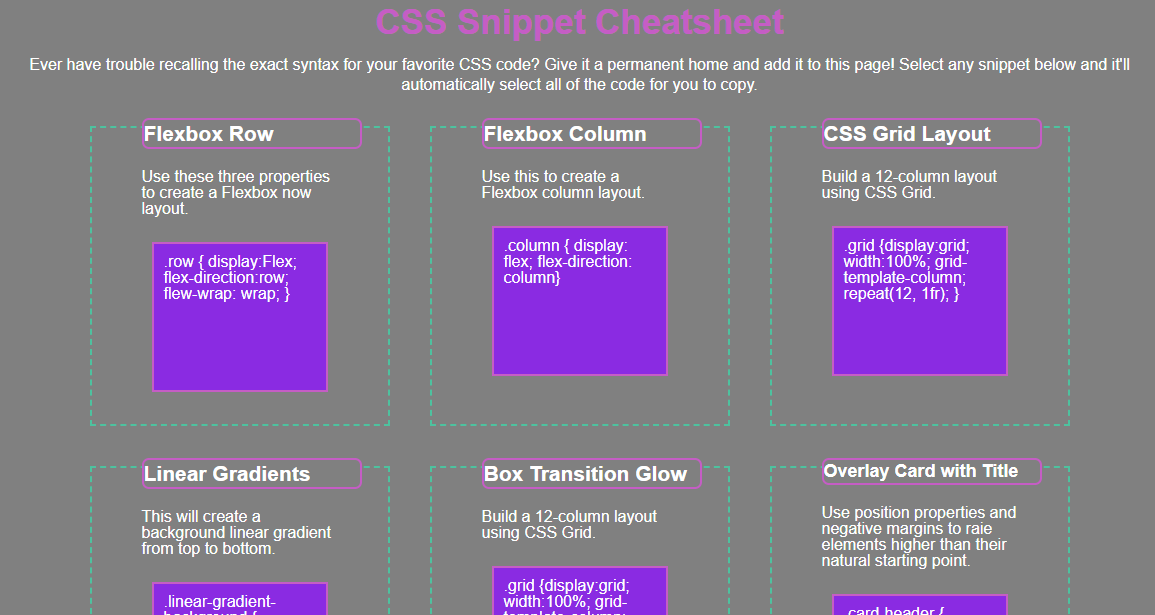 CSS Snippet Cheatsheet
Ever have trouble recalling the exact syntax for your favorite CSS code? Give it a permanent home and add it to this page! Select any snippet below and it'll
automatically select all of the code for you to copy.
Flexbox Row
Use these three properties
to create a Flexbox now
layout.
.row { display:Flex;
flex-direction:row;
flew-wrap: wrap; }
Flexbox Column
Use this to create a
Flexbox column layout.
.column { display:
flex; flex-direction:
column}
CSS Grid Layout
Build a 12-column layout
using CSS Grid.
.grid {display:grid;
width:100%; grid-
template-column;
repeat(12, 1fr); }
Linear Gradients
This will create a
background linear gradient
from top to bottom.
.linear-gradient-
background {
Box Transition Glow
Build a 12-column layout
using CSS Grid.
.grid {display:grid;
width:100%; grid-
template-column;
Overlay Card with Title
Use position properties and
negative margins to raie
elements higher than their
natural starting point.
.card header {